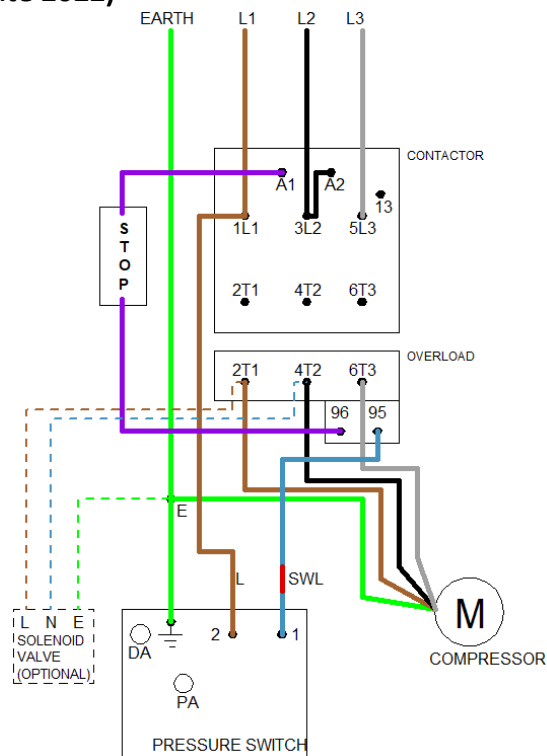 EARTH L1 L2 L3
CONTACTOR
A1 A2
13
1L1 3L2 5L3
STOP
2T1 4T2 6T3
OVERLOAD
2T1 4T2 6T3
96 95
E
L SWL
L N E
SOLENOID
VALVE
(OPTIONAL)
DA
2 1
M
COMPRESSOR
PA
PRESSURE SWITCH